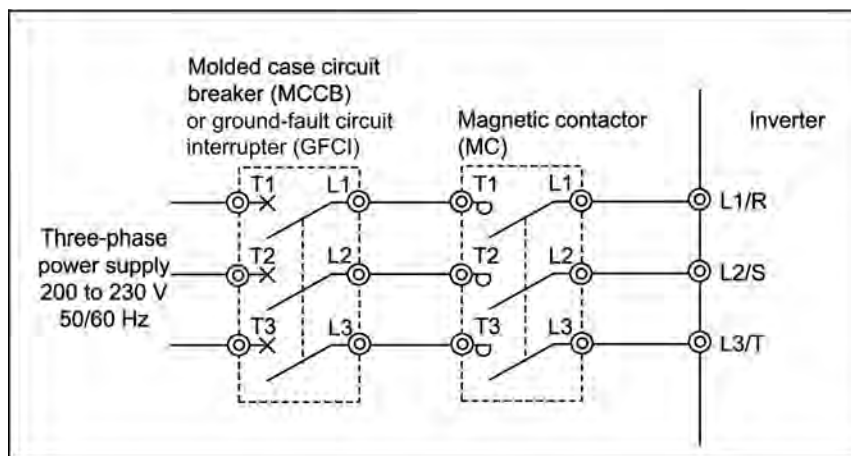 Molded case circuit
breaker (MCCB)
or ground-fault circuit
interrupter (GFCI)
Magnetic contactor
(MC)
Inverter
T1
L1
T1
L1
L1/R
Three-phase
power supply
200 to 230 V
50/60 Hz
T2
L2
T2
L2
L2/S
T3
L3
T3
L3
L3/T